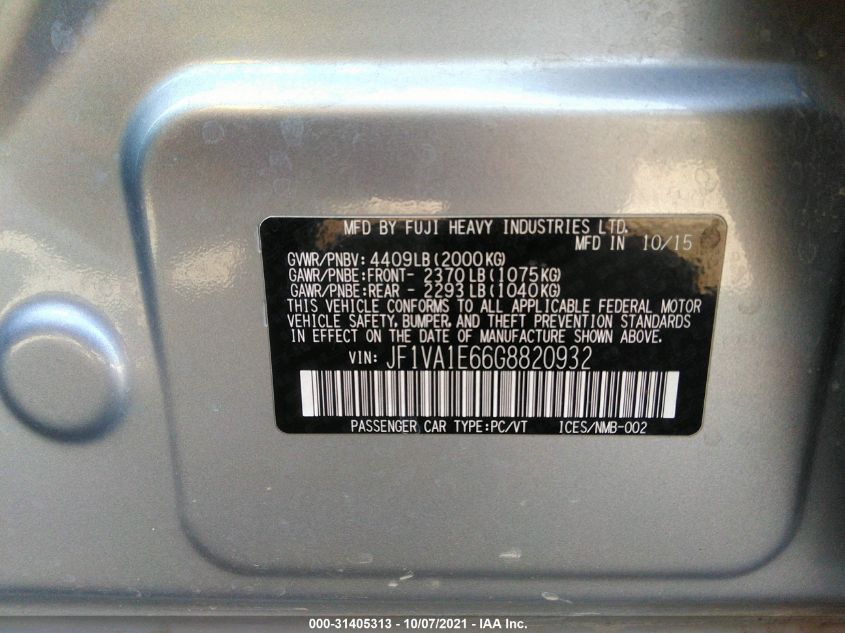 MFD BY FUJI HEAVY INDUSTRIES LTD.
MFD IN 10/15
GVWR/PNBV: 4409LB(2000KG)
GAWR/PNBE:FRONT- 2370LB(1075KG)
GAWR/PNBE:REAR - 2293LB(1040KG)
THIS VEHICLE CONFORMS TO ALL APPLICABLE FEDERAL MOTOR
VEHICLE SAFETY, BUMPER, AND THEFT PREVENTION STANDARDS
IN EFFECT ON THE DATE OF MANUFACTURE SHOWN ABOVE.
VIN: JF1VA1E66G8820932
PASSENGER CAR TYPE:PC/VT ICES/NMB-002
000-31405313 - 10/07/2021 - IAA Inc.